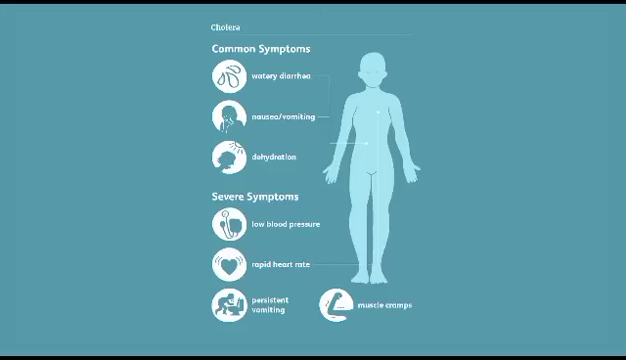 Cholera
Common Symptoms
watery diarrhea
nausea/vomiting
dehydration
Severe Symptoms
low blood pressure
rapid heart rate
persistent
vomiting
muscle cramps